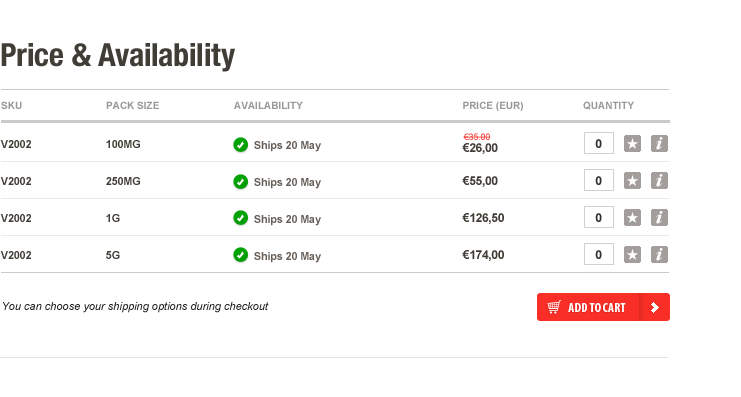 Price & Availability
SKU PACK SIZE AVAILABILITY PRICE (EUR) QUANTITY
€35.00
V2002 100MG Ships 20 May €26,00 0
V2002 250MG Ships 20 May €55,00 0
V2002 1G Ships 20 May €126,50 0
V2002 5G Ships 20 May €174,00 0
You can choose your shipping options during checkout
ADD TO CART